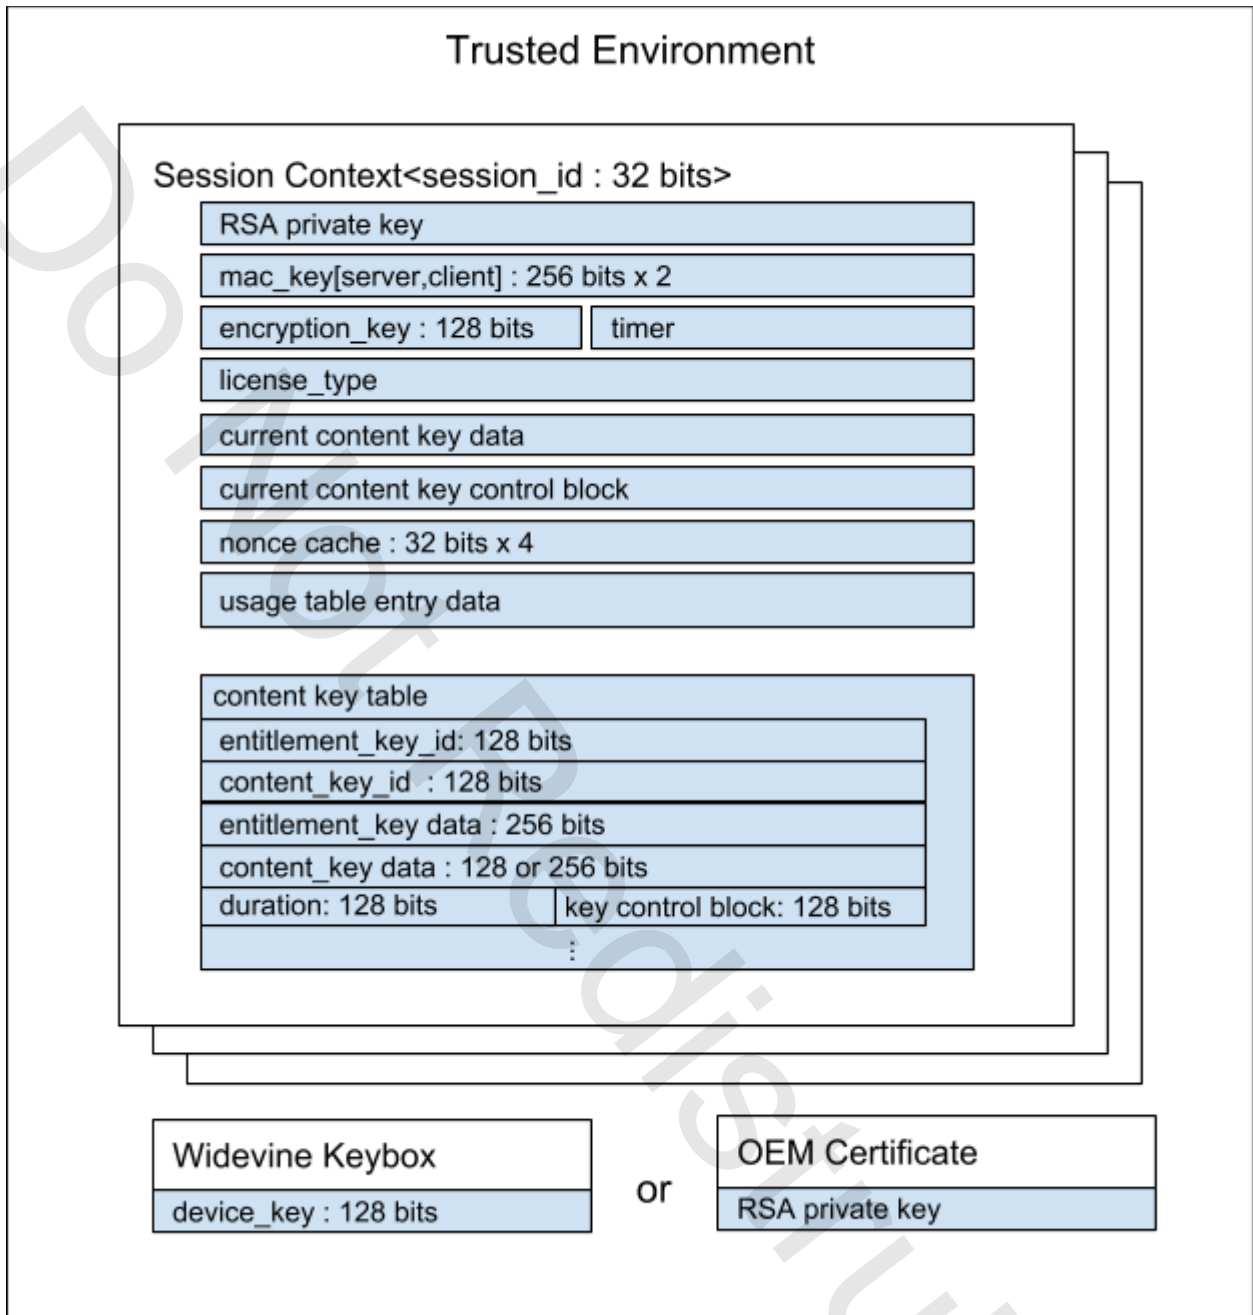 Trusted Environment
Session Context<session_id : 32 bits>
RSA private key
mac_key[server,client] : 256 bits x 2
encryption_key : 128 bits
timer
license_type
current content key data
current content key control block
nonce cache : 32 bits x 4
usage table entry data
content key table
entitlement_key_id: 128 bits
content_key_id : 128 bits
entitlement_key data : 256 bits
content_key data : 128 or 256 bits
duration: 128 bits
key control block: 128 bits
⋮
Widevine Keybox
device_key : 128 bits
or
OEM Certificate
RSA private key
Do Not Redistribu